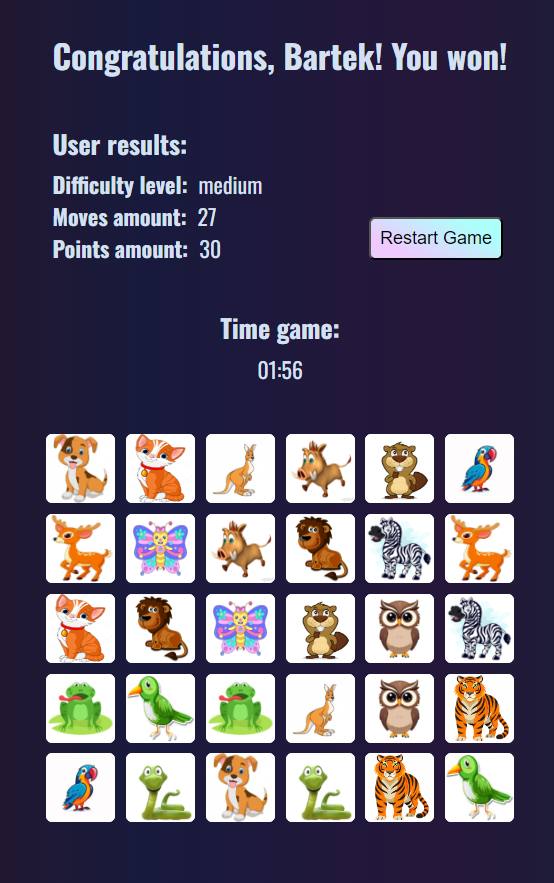 Congratulations, Bartek! You won!
User results:
Difficulty level: medium
Moves amount: 27
Points amount: 30
Restart Game
Time game:
01:56